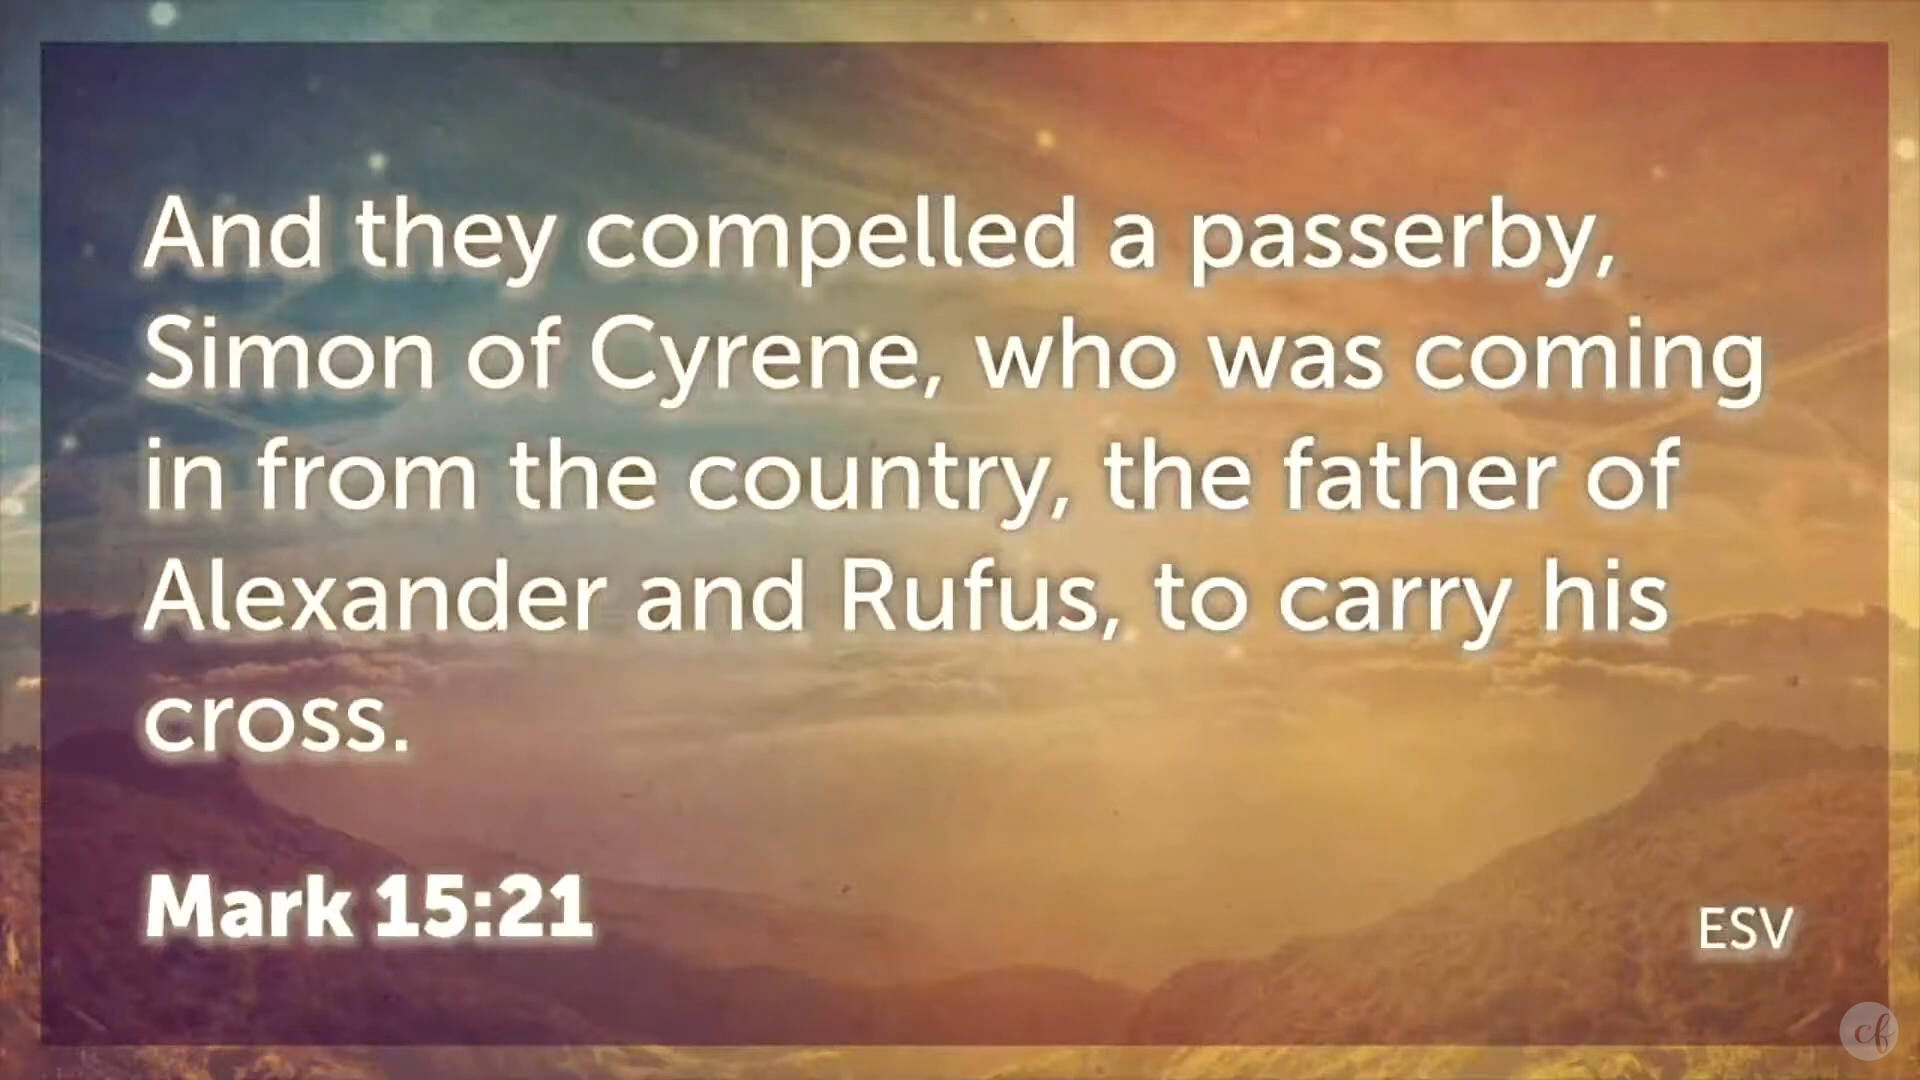 And they compelled a passerby,
Simon of Cyrene, who was coming
in from the country, the father of
Alexander and Rufus, to carry his
cross.
Mark 15:21
ESV
cf